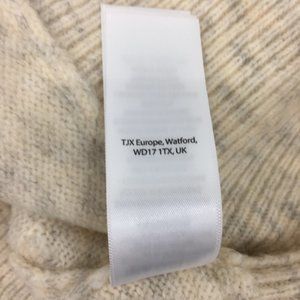 TJX Europe, Watford,
WD17 1TX, UK